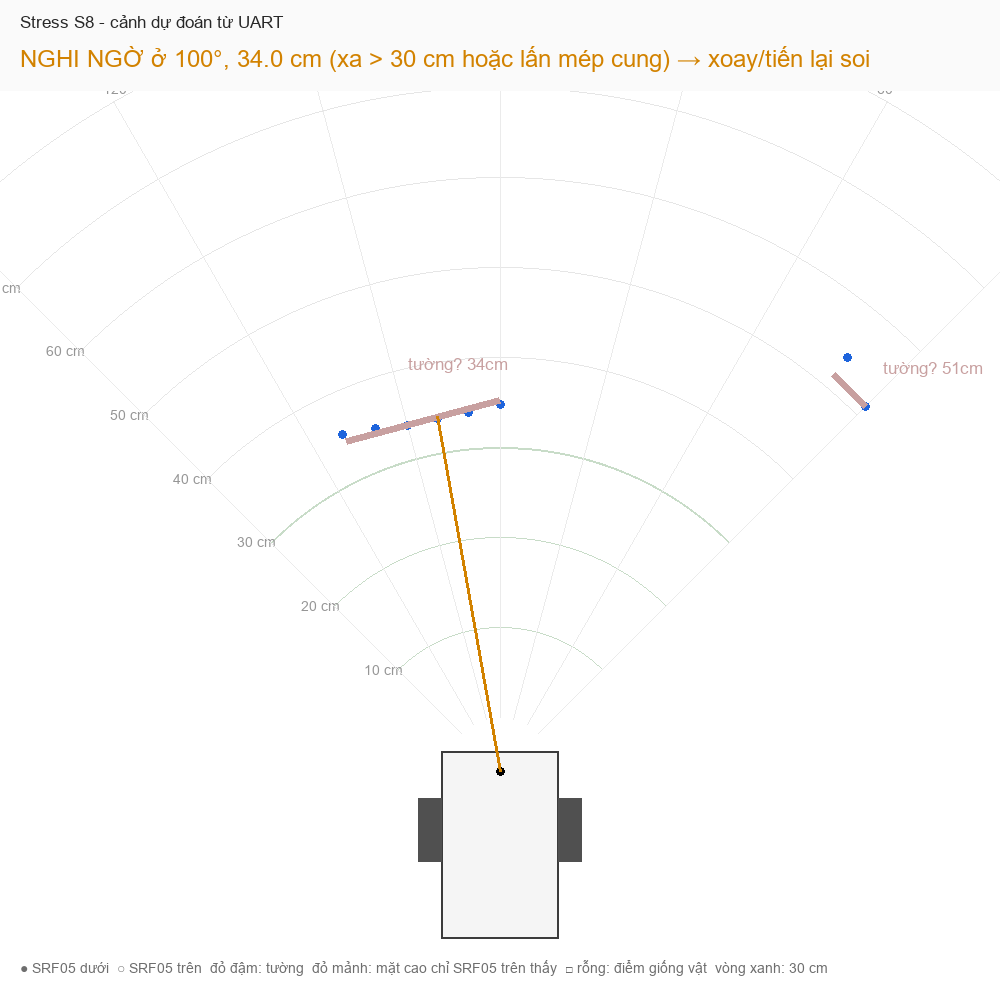 Stress S8 - cảnh dự đoán từ UART
NGHI NGỜ ở 100°, 34.0 cm (xa > 30 cm hoặc lấn mép cung) → xoay/tiến lại soi
cm
60 cm
tường? 34cm
tường? 51cm
50 cm
40 cm
30 cm
20 cm
10 cm
● SRF05 dưới ○ SRF05 trên đỏ đậm: tường đỏ mảnh: mặt cao chỉ SRF05 trên thấy □ rỗng: điểm giống vật vòng xanh: 30 cm